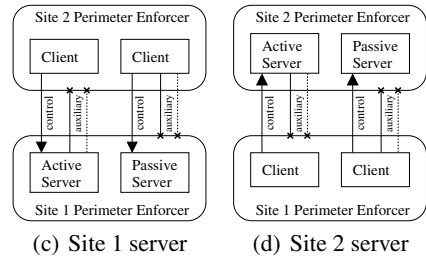 Site 2 Perimeter Enforcer
Client
Client
control
auxiliary
control
auxiliary
Active
Server
Passive
Server
Site 1 Perimeter Enforcer
(c) Site 1 server
Site 2 Perimeter Enforcer
Active
Server
Passive
Server
control
auxiliary
control
auxiliary
Client
Client
Site 1 Perimeter Enforcer
(d) Site 2 server